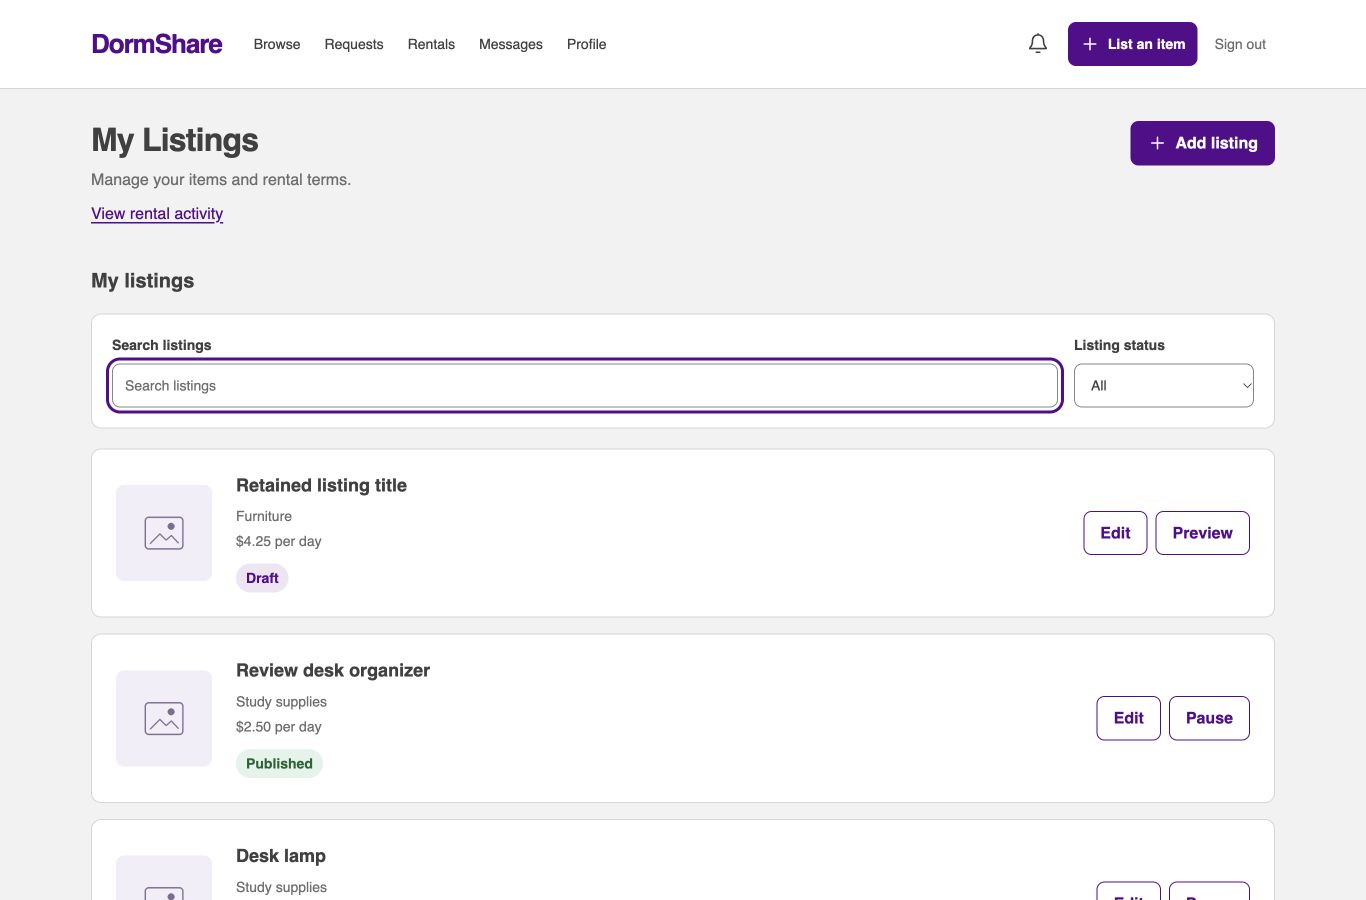 DormShare
Browse
Requests
Rentals
Messages
Profile
List an item
Sign out
My Listings
Add listing
Manage your items and rental terms.
View rental activity
My listings
Search listings
Listing status
Search listings
All
Retained listing title
Furniture
$4.25 per day
Draft
Edit
Preview
Review desk organizer
Study supplies
$2.50 per day
Published
Edit
Pause
Desk lamp
Study supplies